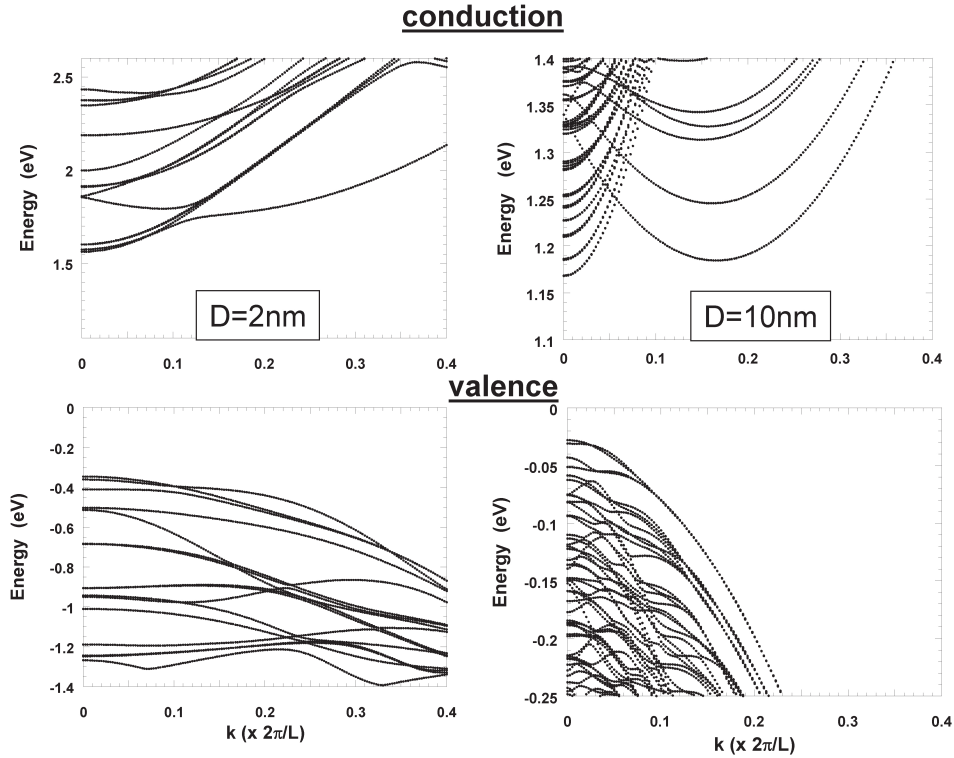 conduction
2.5
2
1.5
Energy (eV)
D=2nm
0 0.1 0.2 0.3 0.4
1.4
1.35
1.3
1.25
1.2
1.15
1.1
Energy (eV)
D=10nm
0 0.1 0.2 0.3 0.4
valence
0
-0.2
-0.4
-0.6
-0.8
-1
-1.2
-1.4
Energy (eV)
0 0.1 0.2 0.3 0.4
k (x 2π/L)
0
-0.05
-0.1
-0.15
-0.2
-0.25
Energy (eV)
0 0.1 0.2 0.3 0.4
k (x 2π/L)